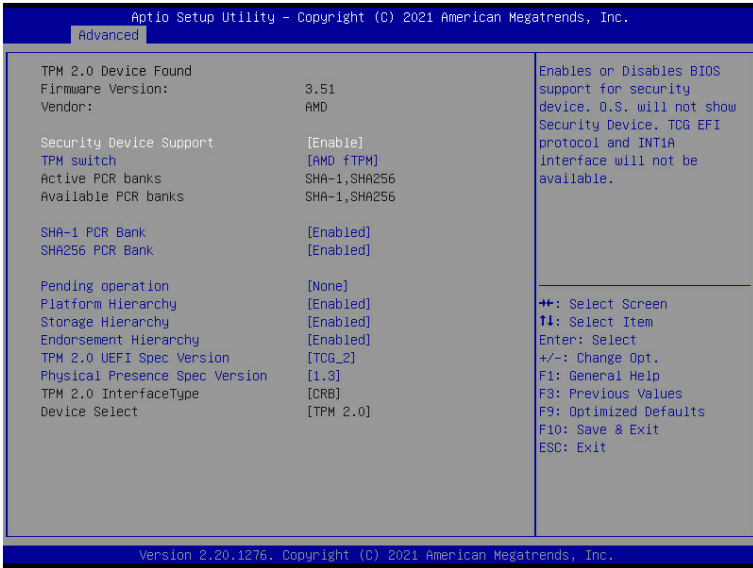 Aptio Setup Utility – Copyright (C) 2021 American Megatrends, Inc.
Advanced
TPM 2.0 Device Found
Firmware Version: 3.51
Vendor: AMD
Security Device Support [Enable]
TPM switch [AMD fTPM]
Active PCR banks SHA-1,SHA256
Available PCR banks SHA-1,SHA256
SHA-1 PCR Bank [Enabled]
SHA256 PCR Bank [Enabled]
Pending operation [None]
Platform Hierarchy [Enabled]
Storage Hierarchy [Enabled]
Endorsement Hierarchy [Enabled]
TPM 2.0 UEFI Spec Version [TCG_2]
Physical Presence Spec Version [1.3]
TPM 2.0 InterfaceType [CRB]
Device Select [TPM 2.0]
Enables or Disables BIOS
support for security
device. O.S. will not show
Security Device. TCG EFI
protocol and INT1A
interface will not be
available.
→←: Select Screen
↑↓: Select Item
Enter: Select
+/-: Change Opt.
F1: General Help
F3: Previous Values
F9: Optimized Defaults
F10: Save & Exit
ESC: Exit
Version 2.20.1276. Copyright (C) 2021 American Megatrends, Inc.